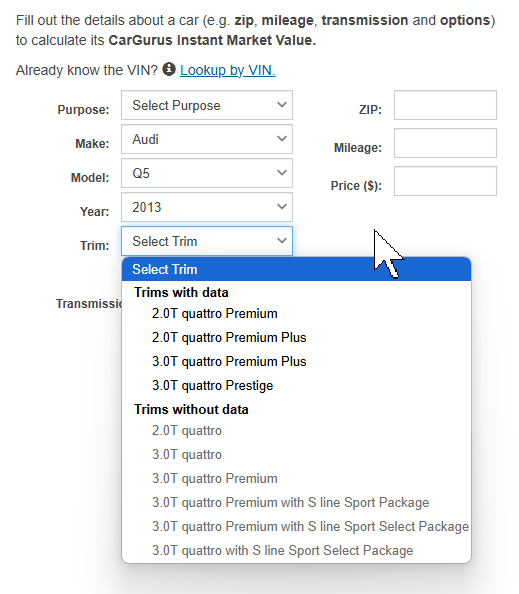 Fill out the details about a car (e.g. zip, mileage, transmission and options)
to calculate its CarGurus Instant Market Value.
Already know the VIN? Lookup by VIN.
Purpose: Select Purpose
ZIP:
Make: Audi
Mileage:
Model: Q5
Price ($):
Year: 2013
Trim: Select Trim
Select Trim
Trims with data
Transmissio
2.0T quattro Premium
2.0T quattro Premium Plus
3.0T quattro Premium Plus
3.0T quattro Prestige
Trims without data
2.0T quattro
3.0T quattro
3.0T quattro Premium
3.0T quattro Premium with S line Sport Package
3.0T quattro Premium with S line Sport Select Package
3.0T quattro with S line Sport Select Package